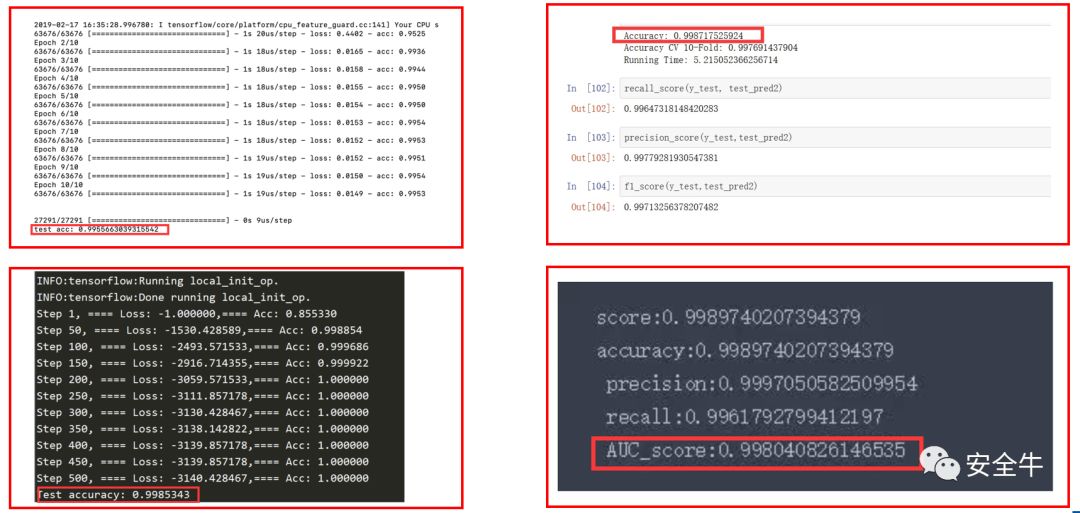 2019-02-17 16:35:28.996780: I tensorflow/core/platform/cpu_feature_guard.cc:141] Your CPU s
63676/63676 [==============================] - 1s 20us/step - loss: 0.4402 - acc: 0.9525
Epoch 2/10
63676/63676 [==============================] - 1s 18us/step - loss: 0.0165 - acc: 0.9936
Epoch 3/10
63676/63676 [==============================] - 1s 18us/step - loss: 0.0158 - acc: 0.9944
Epoch 4/10
63676/63676 [==============================] - 1s 18us/step - loss: 0.0155 - acc: 0.9950
Epoch 5/10
63676/63676 [==============================] - 1s 18us/step - loss: 0.0154 - acc: 0.9950
Epoch 6/10
63676/63676 [==============================] - 1s 18us/step - loss: 0.0153 - acc: 0.9954
Epoch 7/10
63676/63676 [==============================] - 1s 18us/step - loss: 0.0152 - acc: 0.9953
Epoch 8/10
63676/63676 [==============================] - 1s 19us/step - loss: 0.0152 - acc: 0.9951
Epoch 9/10
63676/63676 [==============================] - 1s 19us/step - loss: 0.0150 - acc: 0.9954
Epoch 10/10
63676/63676 [==============================] - 1s 19us/step - loss: 0.0149 - acc: 0.9953
27291/27291 [==============================] - 0s 9us/step
test acc: 0.9955663039315542
Accuracy: 0.998717525924
Accuracy CV 10-Fold: 0.997691437904
Running Time: 5.215052366256714
In [102]: recall_score(y_test, test_pred2)
Out[102]: 0.99647318148420283
In [103]: precision_score(y_test,test_pred2)
Out[103]: 0.99779281930547381
In [104]: f1_score(y_test,test_pred2)
Out[104]: 0.99713256378207482
INFO:tensorflow:Running local_init_op.
INFO:tensorflow:Done running local_init_op.
Step 1, ==== Loss: -1.000000,==== Acc: 0.855330
Step 50, ==== Loss: -1530.428589,==== Acc: 0.998854
Step 100, ==== Loss: -2493.571533,==== Acc: 0.999686
Step 150, ==== Loss: -2916.714355,==== Acc: 0.999922
Step 200, ==== Loss: -3059.571533,==== Acc: 1.000000
Step 250, ==== Loss: -3111.857178,==== Acc: 1.000000
Step 300, ==== Loss: -3130.428467,==== Acc: 1.000000
Step 350, ==== Loss: -3138.142822,==== Acc: 1.000000
Step 400, ==== Loss: -3139.857178,==== Acc: 1.000000
Step 450, ==== Loss: -3139.857178,==== Acc: 1.000000
Step 500, ==== Loss: -3140.428467,==== Acc: 1.000000
Test accuracy: 0.9985343
score:0.9989740207394379
accuracy:0.9989740207394379
precision:0.9997050582509954
recall:0.9961792799412197
AUC_score:0.998040826146535
安全牛